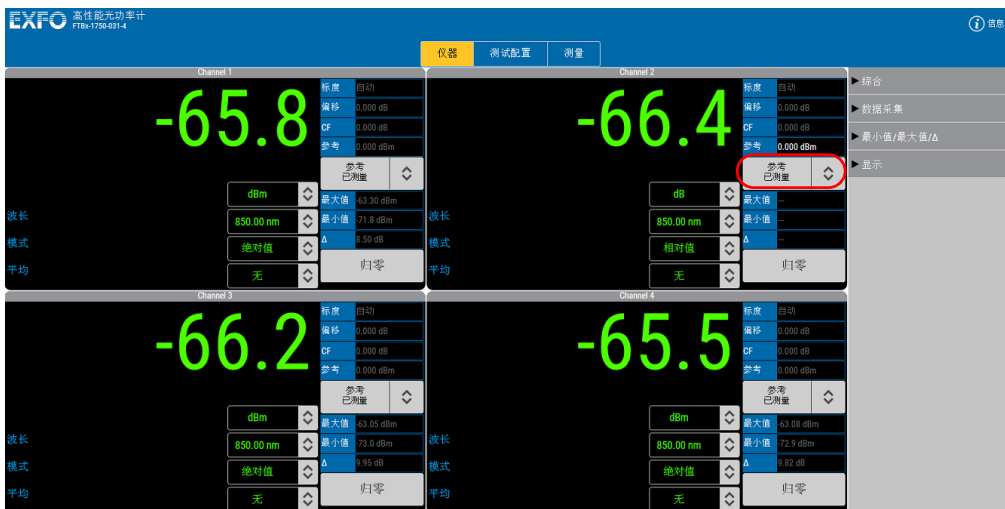 EXFO 高性能光功率计
FTBx-1750-031-4
信息
仪器 测试配置 测量
Channel 1
-65.8
标度 自动
偏移 0.000 dB
CF 0.000 dB
参考 0.000 dBm
参考
已测量
dBm
最大值 -63.30 dBm
波长 850.00 nm
最小值 -71.8 dBm
模式 绝对值
Δ 8.50 dB
平均 无
归零
Channel 2
-66.4
标度 自动
偏移 0.000 dB
CF 0.000 dB
参考 0.000 dBm
参考
已测量
dB
最大值 --
波长 850.00 nm
最小值 --
模式 相对值
Δ --
平均 无
归零
综合
数据采集
最小值/最大值/Δ
显示
Channel 3
-66.2
标度 自动
偏移 0.000 dB
CF 0.000 dB
参考 0.000 dBm
参考
已测量
dBm
最大值 -63.05 dBm
波长 850.00 nm
最小值 -73.0 dBm
模式 绝对值
Δ 9.95 dB
平均 无
归零
Channel 4
-65.5
标度 自动
偏移 0.000 dB
CF 0.000 dB
参考 0.000 dBm
参考
已测量
dBm
最大值 -63.08 dBm
波长 850.00 nm
最小值 -72.9 dBm
模式 绝对值
Δ 9.82 dB
平均 无
归零